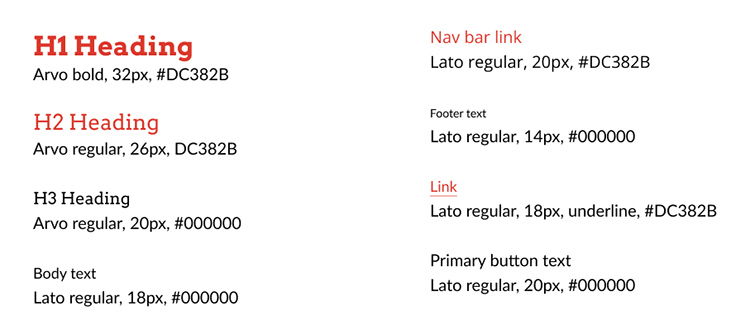 H1 Heading
Arvo bold, 32px, #DC382B
H2 Heading
Arvo regular, 26px, DC382B
H3 Heading
Arvo regular, 20px, #000000
Body text
Lato regular, 18px, #000000
Nav bar link
Lato regular, 20px, #DC382B
Footer text
Lato regular, 14px, #000000
Link
Lato regular, 18px, underline, #DC382B
Primary button text
Lato regular, 20px, #000000